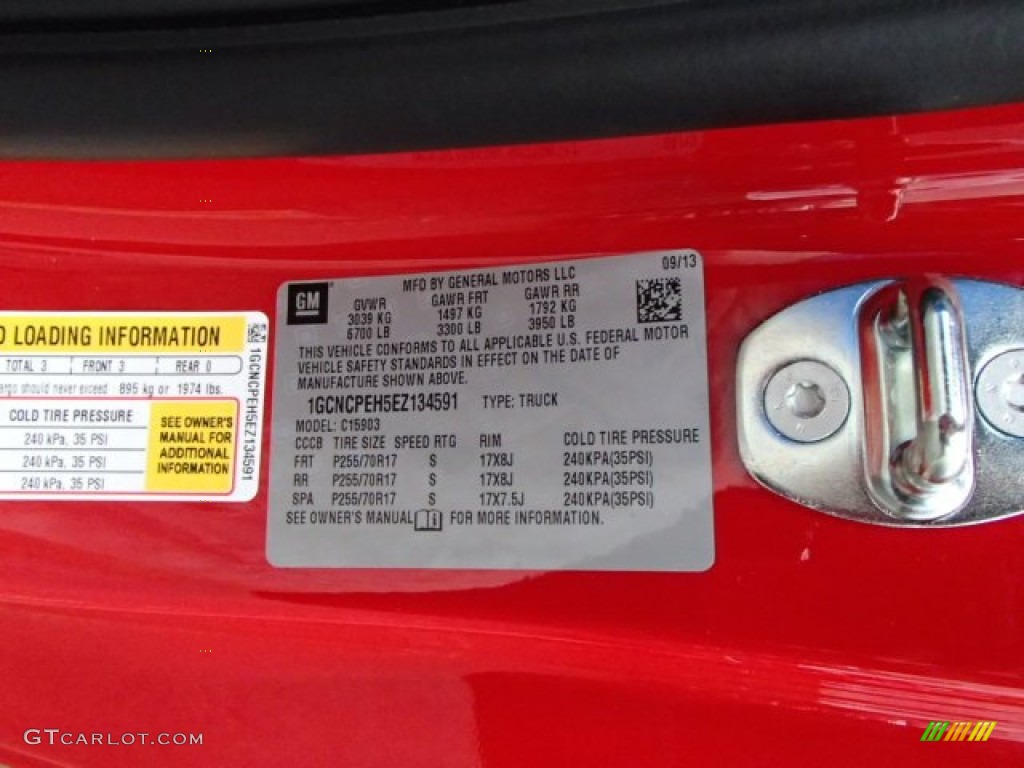 D LOADING INFORMATION
TOTAL 3 FRONT 3 REAR 0
should never exceed 895 kg or 1974 lbs.
COLD TIRE PRESSURE
240 kPa, 35 PSI
240 kPa, 35 PSI
240 kPa, 35 PSI
SEE OWNER'S
MANUAL FOR
ADDITIONAL
INFORMATION
1GCNCPEH5EZ134591
09/13
GM
MFD BY GENERAL MOTORS LLC
GVWR GAWR FRT GAWR RR
3039 KG 1497 KG 1792 KG
6700 LB 3300 LB 3950 LB
THIS VEHICLE CONFORMS TO ALL APPLICABLE U.S. FEDERAL MOTOR
VEHICLE SAFETY STANDARDS IN EFFECT ON THE DATE OF
MANUFACTURE SHOWN ABOVE.
1GCNCPEH5EZ134591 TYPE: TRUCK
MODEL: C15903
CCCB TIRE SIZE SPEED RTG RIM COLD TIRE PRESSURE
FRT P255/70R17 S 17X8J 240KPA(35PSI)
RR P255/70R17 S 17X8J 240KPA(35PSI)
SPA P255/70R17 S 17X7.5J 240KPA(35PSI)
SEE OWNER'S MANUAL FOR MORE INFORMATION.
GTCARLOT.COM